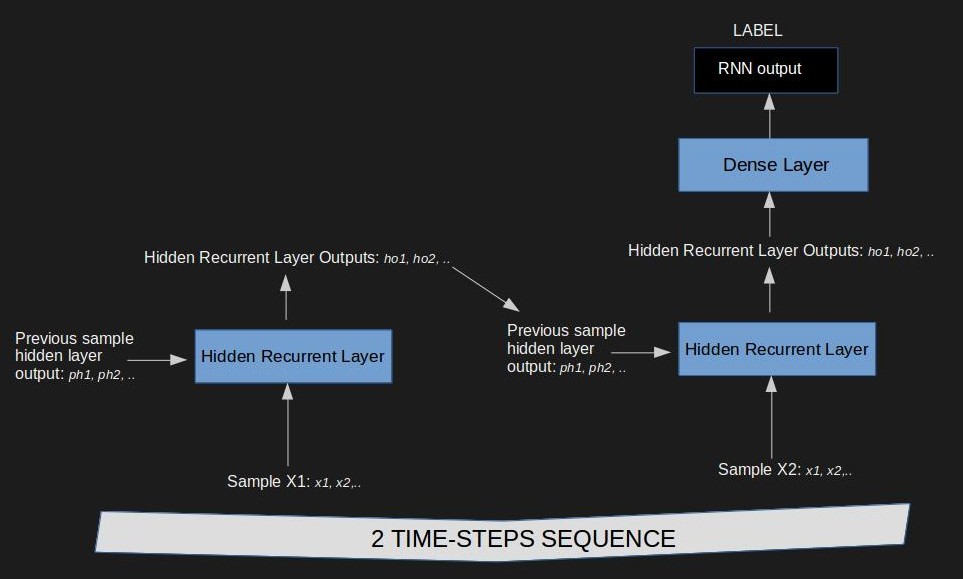 LABEL
RNN output
Dense Layer
Hidden Recurrent Layer Outputs: ho1, ho2, ..
Hidden Recurrent Layer Outputs: ho1, ho2, ..
Previous sample
hidden layer
output: ph1, ph2, ..
Hidden Recurrent Layer
Previous sample
hidden layer
output: ph1, ph2, ..
Hidden Recurrent Layer
Sample X1: x1, x2,..
Sample X2: x1, x2,..
2 TIME-STEPS SEQUENCE